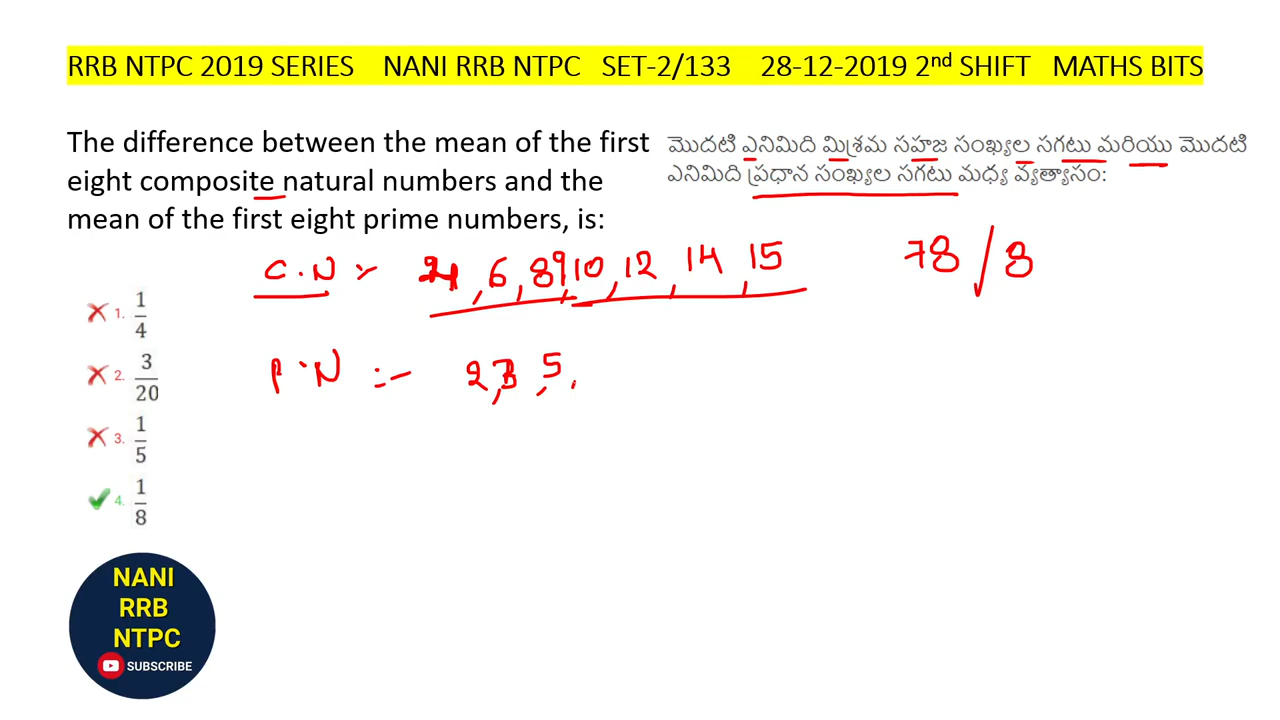 RRB NTPC 2019 SERIES NANI RRB NTPC SET-2/133 28-12-2019 2nd SHIFT MATHS BITS
The difference between the mean of the first
eight composite natural numbers and the
mean of the first eight prime numbers, is:
మొదటి ఎనిమిది మిశ్రమ సహజ సంఖ్యల సగటు మరియు మొదటి
ఎనిమిది ప్రధాన సంఖ్యల సగటు మధ్య వ్యత్యాసం:
C.N :- 4, 6, 8, 9, 10, 12, 14, 15 78/8
P.N :- 2, 3, 5,
1. 1/4
2. 3/20
3. 1/5
4. 1/8
NANI
RRB
NTPC
SUBSCRIBE